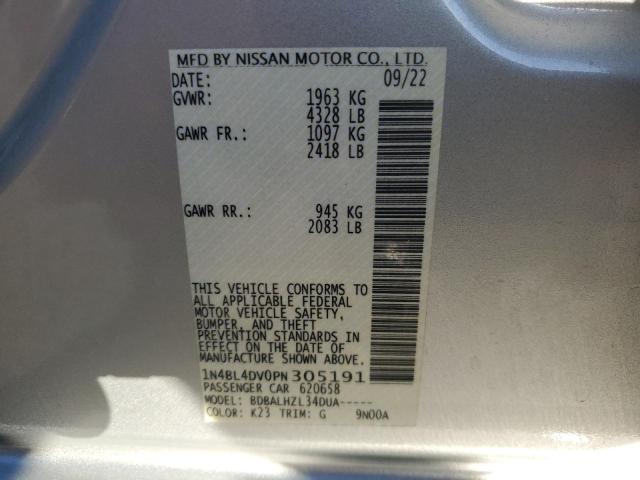 MFD BY NISSAN MOTOR CO., LTD.
DATE: 09/22
GVWR: 1963 KG
4328 LB
GAWR FR.: 1097 KG
2418 LB
GAWR RR.: 945 KG
2083 LB
THIS VEHICLE CONFORMS TO
ALL APPLICABLE FEDERAL
MOTOR VEHICLE SAFETY,
BUMPER, AND THEFT
PREVENTION STANDARDS IN
EFFECT ON THE DATE OF
MANUFACTURE SHOWN ABOVE.
1N4BL4DV0PN305191
PASSENGER CAR 620658
MODEL: BDBALHZL34DUA-----
COLOR: K23 TRIM: G 9N00A